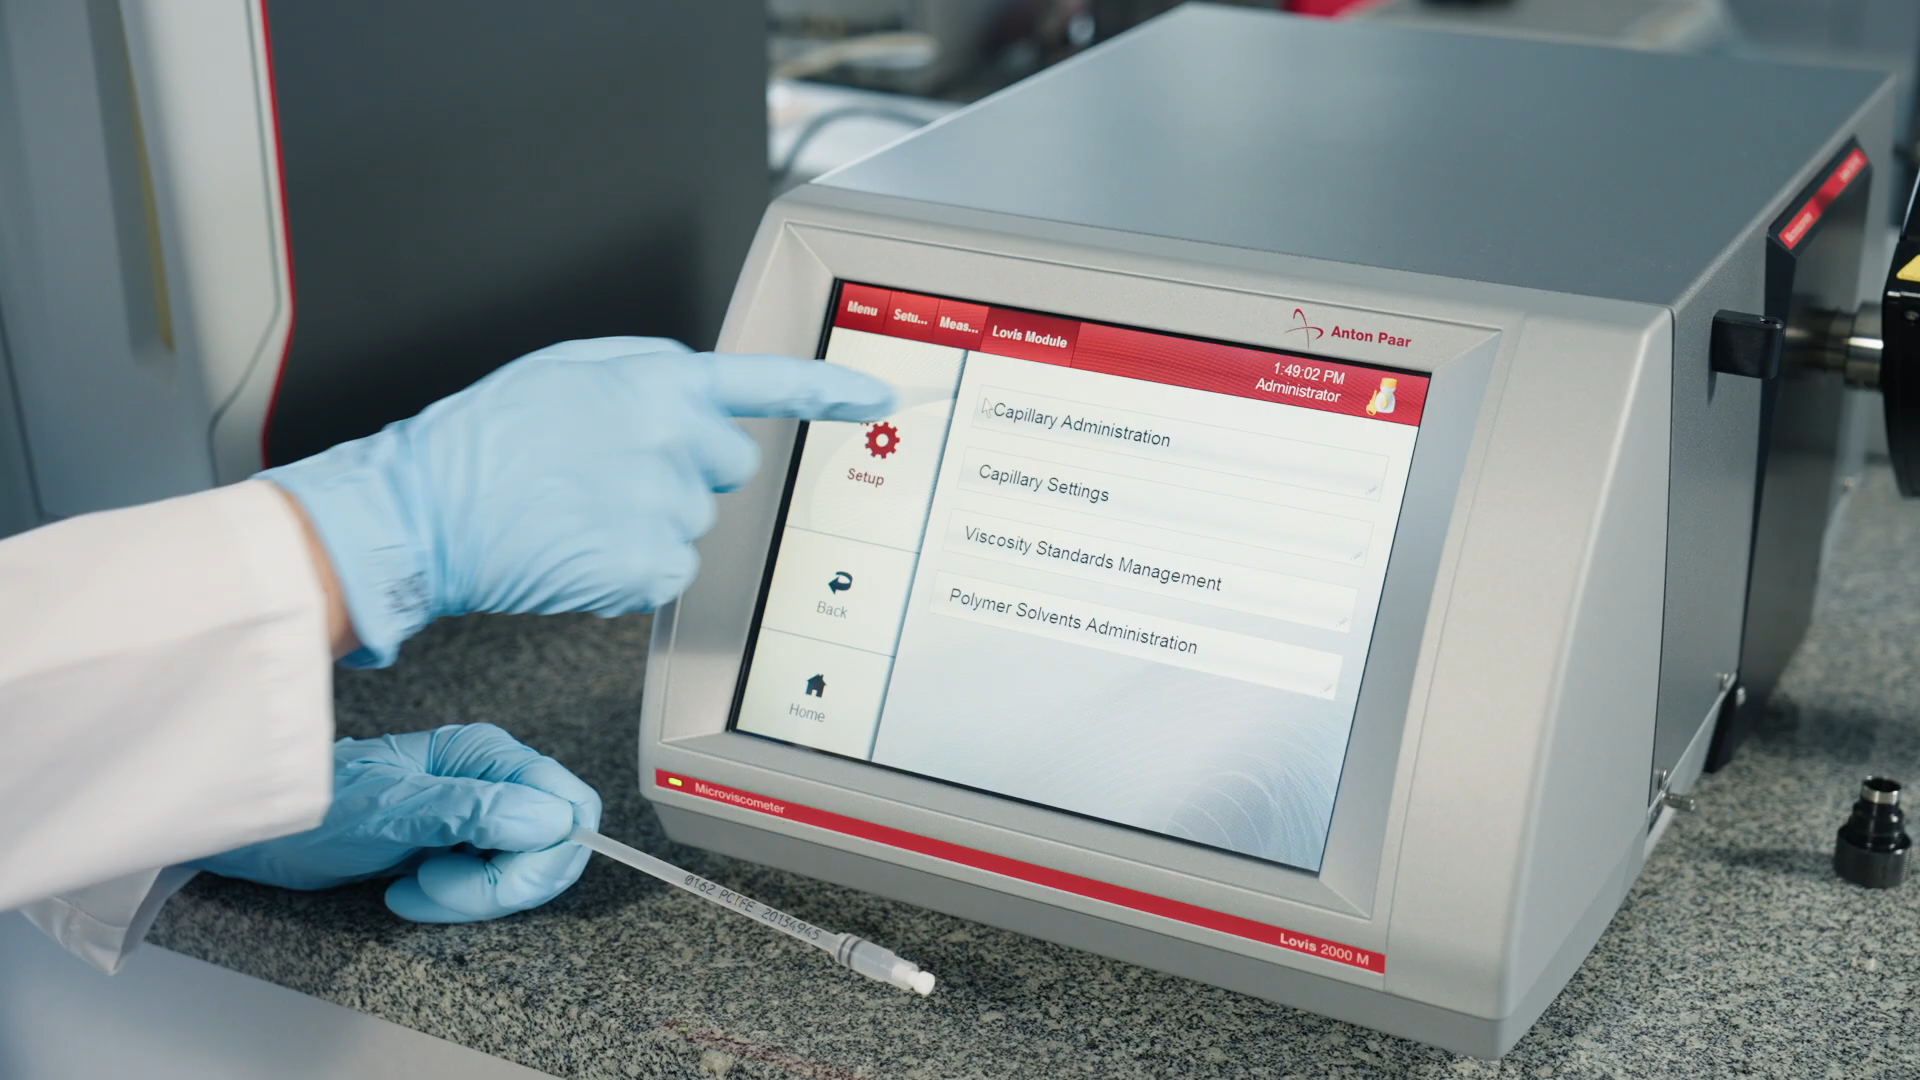 Menu
Setu...
Meas...
Lovis Module
1:49:02 PM
Administrator
Anton Paar
Setup
Back
Home
Capillary Administration
Capillary Settings
Viscosity Standards Management
Polymer Solvents Administration
Microviscometer
Lovis 2000 M
0162 PCTFE 20134945